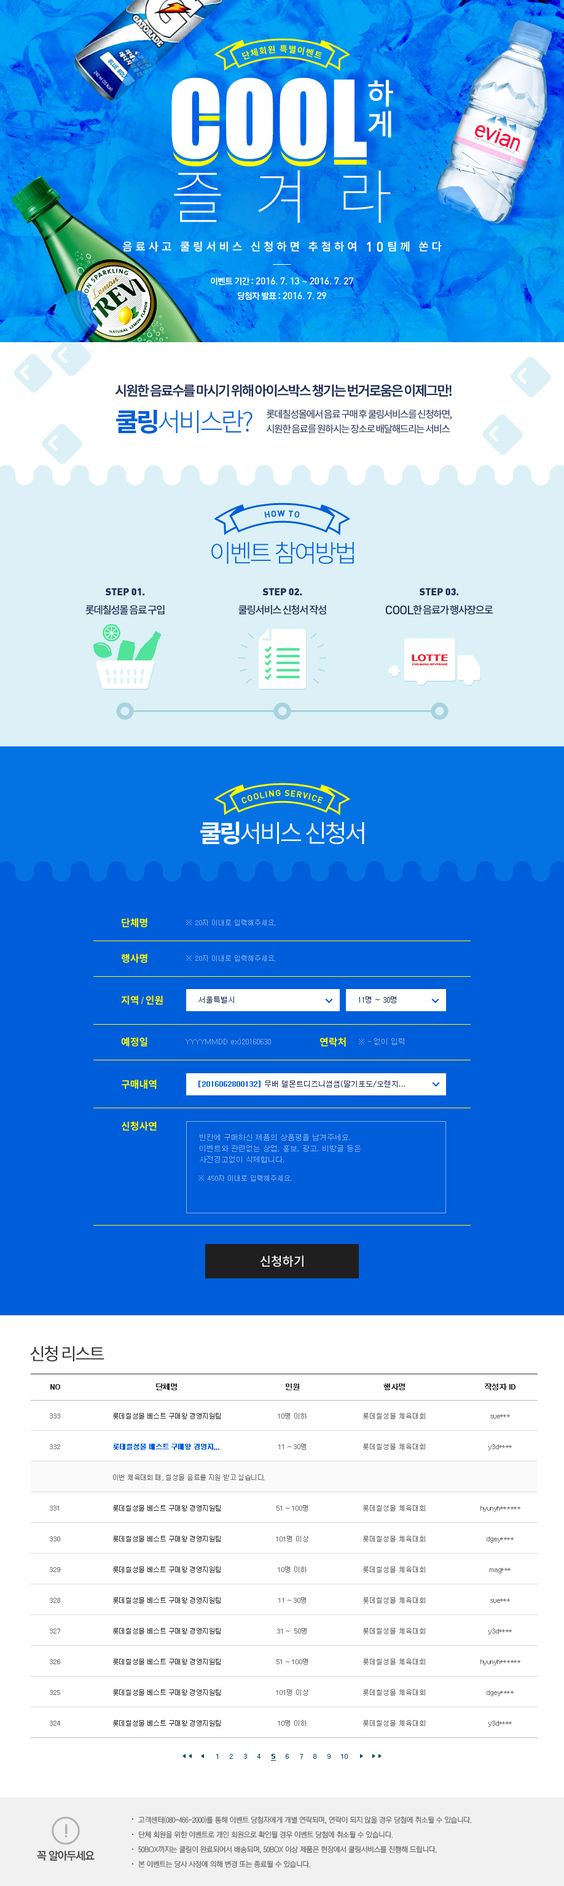 GATORADE
BLUE BOLT
단체회원 특별이벤트
COOL하게
즐겨라
evian
SPARKLING
Lemon
TREVI
NATURAL LEMON FLAVOR
음료사고 쿨링서비스 신청하면 추첨하여 10팀께 쏜다
이벤트 기간 : 2016. 7. 13 ~ 2016. 7. 27
당첨자 발표 : 2016. 7. 29
시원한 음료수를 마시기 위해 아이스박스 챙기는 번거로움은 이제그만!
쿨링서비스란?
롯데칠성몰에서 음료 구매 후 쿨링서비스를 신청하면,
시원한 음료를 원하시는 장소로 배달해드리는 서비스
HOW TO
이벤트 참여방법
STEP 01.
롯데칠성몰 음료 구입
STEP 02.
쿨링서비스 신청서 작성
STEP 03.
COOL한 음료가 행사장으로
LOTTE
COOLING SERVICE
쿨링서비스 신청서
단체명 ※ 20자 이내로 입력해주세요.
행사명 ※ 20자 이내로 입력해주세요.
지역 / 인원 서울특별시 11명 ~ 30명
예정일 YYYYMMDD ex)20160630 연락처 ※ - 없이 입력
구매내역 [2016062800132] 무배 델몬트디즈니썸썸(딸기포도/오렌지...
신청사연 빈칸에 구매하신 제품의 상품평을 남겨주세요.
이벤트와 관련없는 상업, 홍보, 광고, 비방글 등은
사전경고없이 삭제합니다.
※ 450자 이내로 입력해주세요.
신청하기
신청 리스트
NO 단체명 인원 행사명 작성자 ID
333 롯데칠성몰 베스트 구매왕 경영지원팀 10명 이하 롯데칠성몰 체육대회 sue***
332 롯데칠성몰 베스트 구매왕 경영지... 11 ~ 30명 롯데칠성몰 체육대회 y3d****
이번 체육대회 때, 칠성몰 음료를 지원 받고 싶습니다.
331 롯데칠성몰 베스트 구매왕 경영지원팀 51 ~ 100명 롯데칠성몰 체육대회 hyunyh******
330 롯데칠성몰 베스트 구매왕 경영지원팀 101명 이상 롯데칠성몰 체육대회 dgey****
329 롯데칠성몰 베스트 구매왕 경영지원팀 10명 이하 롯데칠성몰 체육대회 mag***
328 롯데칠성몰 베스트 구매왕 경영지원팀 11 ~ 30명 롯데칠성몰 체육대회 sue***
327 롯데칠성몰 베스트 구매왕 경영지원팀 31 ~ 50명 롯데칠성몰 체육대회 y3d****
326 롯데칠성몰 베스트 구매왕 경영지원팀 51 ~ 100명 롯데칠성몰 체육대회 hyunyh******
325 롯데칠성몰 베스트 구매왕 경영지원팀 101명 이상 롯데칠성몰 체육대회 dgey****
324 롯데칠성몰 베스트 구매왕 경영지원팀 10명 이하 롯데칠성몰 체육대회 y3d****
1 2 3 4 5 6 7 8 9 10
꼭 알아두세요
· 고객센터(080-466-2000)를 통해 이벤트 당첨자에게 개별 연락되며, 연락이 되지 않을 경우 당첨에 취소될 수 있습니다.
· 단체 회원을 위한 이벤트로 개인 회원으로 확인될 경우 이벤트 당첨에 취소될 수 있습니다.
· 50BOX까지는 쿨링이 완료되어서 배송되며, 50BOX 이상 제품은 현장에서 쿨링서비스를 진행해 드립니다.
· 본 이벤트는 당사 사정에 의해 변경 또는 종료될 수 있습니다.